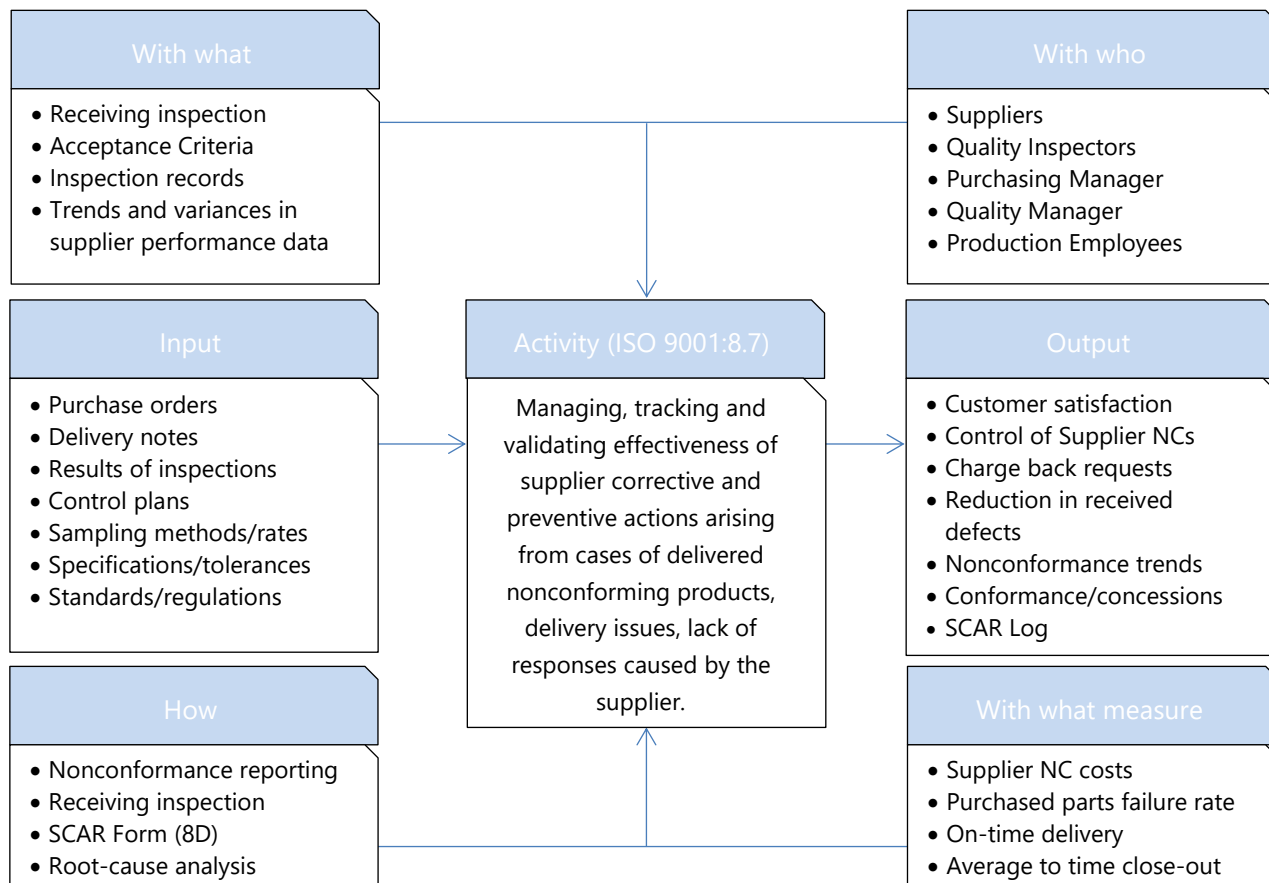 With what
• Receiving inspection
• Acceptance Criteria
• Inspection records
• Trends and variances in
supplier performance data
With who
• Suppliers
• Quality Inspectors
• Purchasing Manager
• Quality Manager
• Production Employees
Input
• Purchase orders
• Delivery notes
• Results of inspections
• Control plans
• Sampling methods/rates
• Specifications/tolerances
• Standards/regulations
Activity (ISO 9001:8.7)
Managing, tracking and
validating effectiveness of
supplier corrective and
preventive actions arising
from cases of delivered
nonconforming products,
delivery issues, lack of
responses caused by the
supplier.
Output
• Customer satisfaction
• Control of Supplier NCs
• Charge back requests
• Reduction in received
defects
• Nonconformance trends
• Conformance/concessions
• SCAR Log
How
• Nonconformance reporting
• Receiving inspection
• SCAR Form (8D)
• Root-cause analysis
With what measure
• Supplier NC costs
• Purchased parts failure rate
• On-time delivery
• Average to time close-out